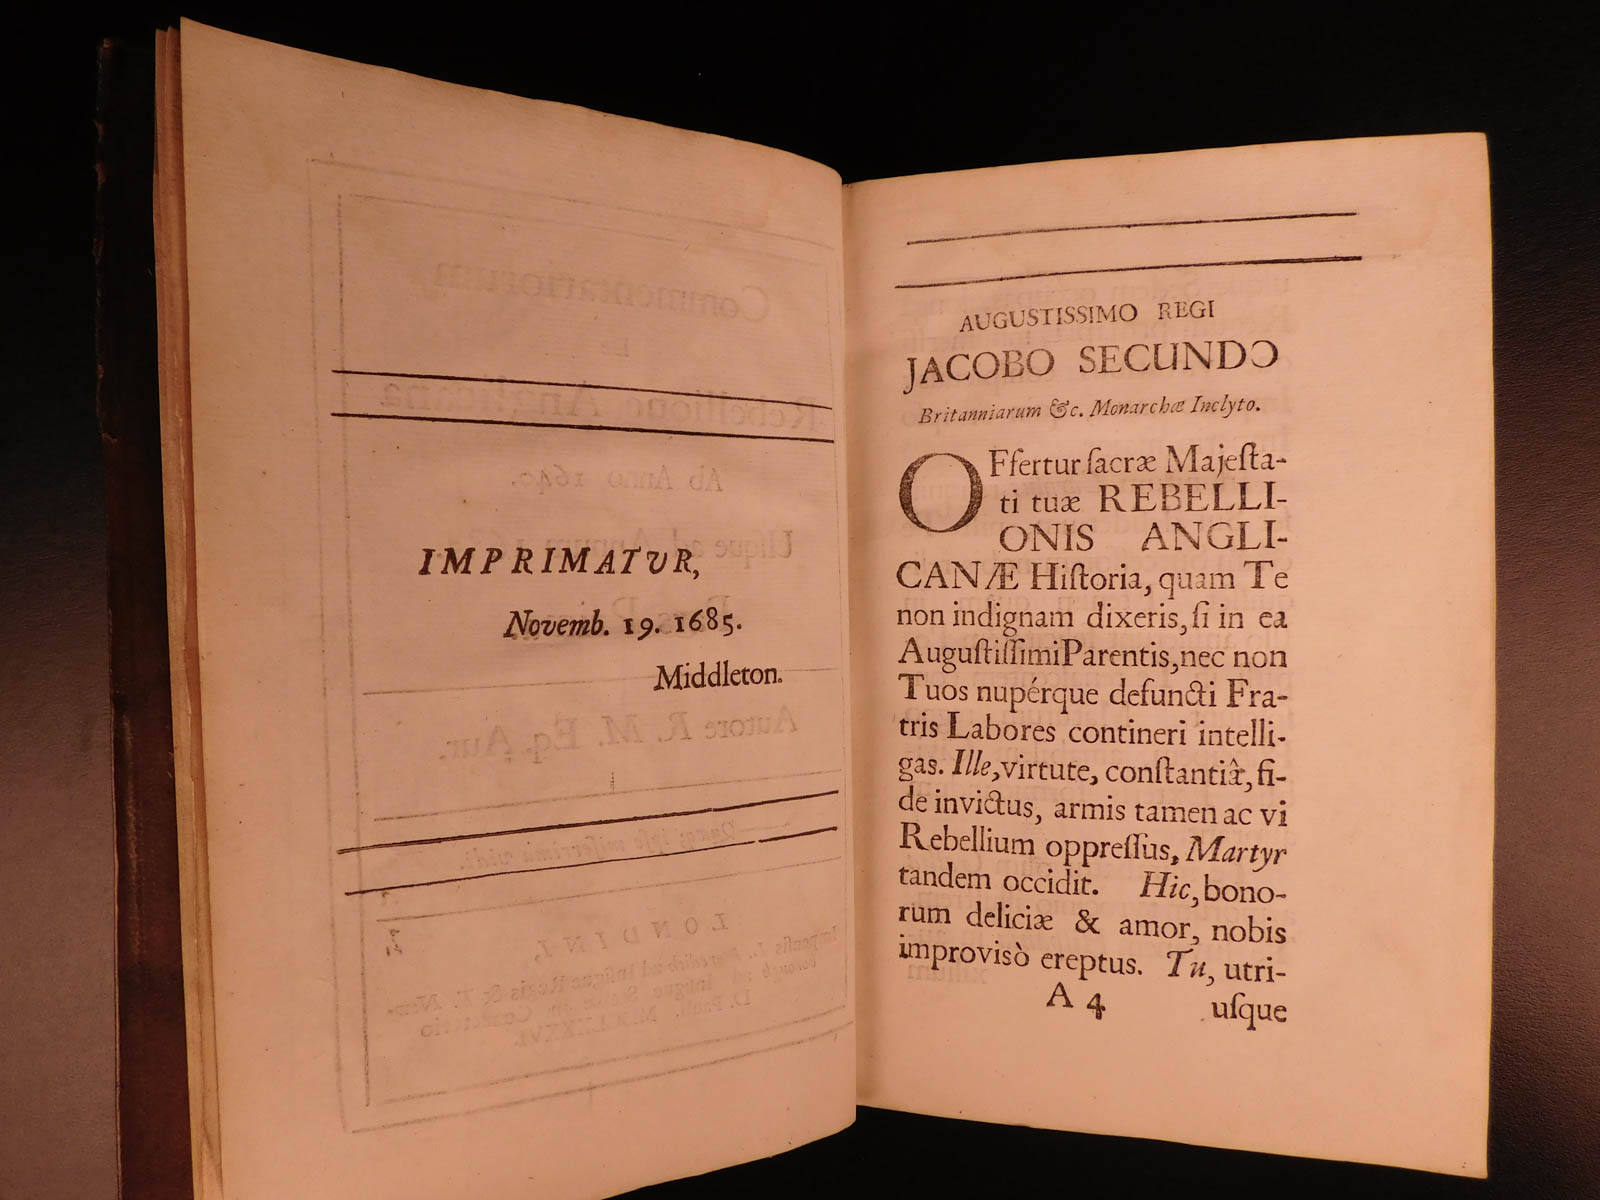 IMPRIMATUR,
Novemb. 19. 1685.
Middleton.
AUGUSTISSIMO REGI
JACOBO SECUNDO
Britanniarum &c. Monarchæ Inclyto.
OFfertur ſacræ Majeſta-
ti tuæ REBELLI-
ONIS ANGLI-
CANÆ Hiſtoria, quam Te
non indignam dixeris, ſi in ea
Auguſtiſſimi Parentis, nec non
Tuos nupérque defuncti Fra-
tris Labores contineri intelli-
gas. Ille, virtute, conſtantiâ, fi-
de invictus, armis tamen ac vi
Rebellium oppreſſus, Martyr
tandem occidit. Hic, bono-
rum deliciæ & amor, nobis
improvisò ereptus. Tu, utri-
A 4 uſque